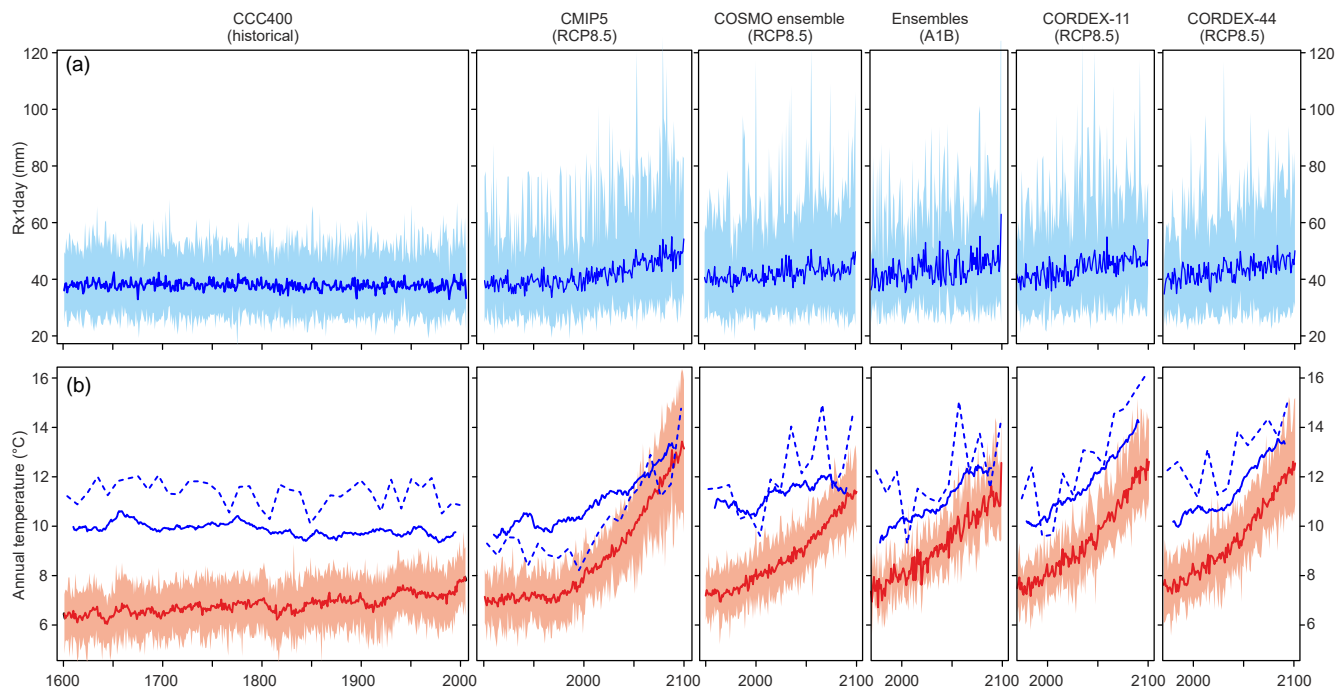 CCC400
(historical)
CMIP5
(RCP8.5)
COSMO ensemble
(RCP8.5)
Ensembles
(A1B)
CORDEX-11
(RCP8.5)
CORDEX-44
(RCP8.5)
(a)
Rx1day (mm)
120
100
80
60
40
20
120
100
80
60
40
20
(b)
Annual temperature (°C)
16
14
12
10
8
6
16
14
12
10
8
6
1600 1700 1800 1900 2000 2000 2100 2000 2100 2000 2100 2000 2100 2000 2100